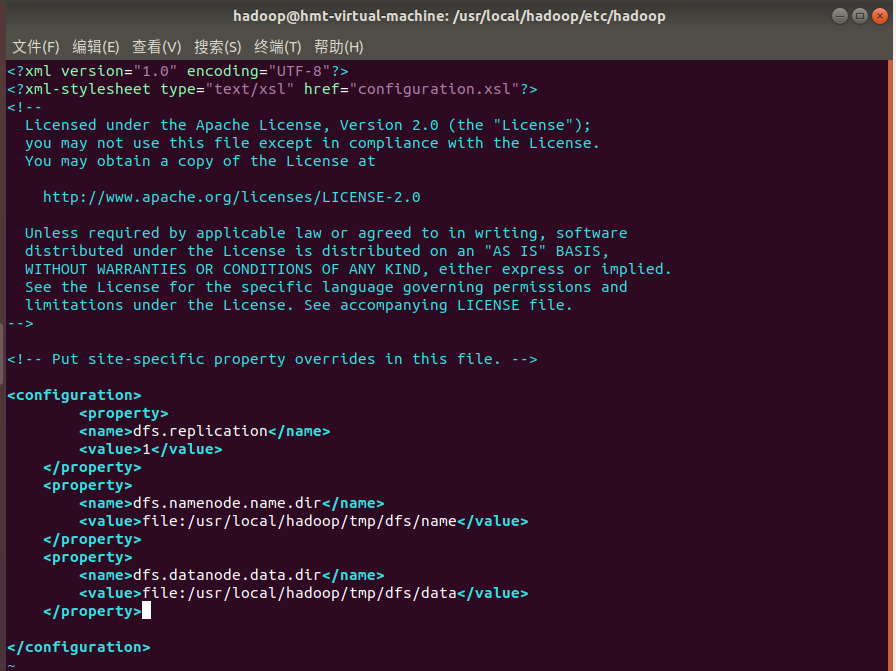 hadoop@hmt-virtual-machine: /usr/local/hadoop/etc/hadoop
文件(F) 编辑(E) 查看(V) 搜索(S) 终端(T) 帮助(H)
<?xml version="1.0" encoding="UTF-8"?>
<?xml-stylesheet type="text/xsl" href="configuration.xsl"?>
<!--
  Licensed under the Apache License, Version 2.0 (the "License");
  you may not use this file except in compliance with the License.
  You may obtain a copy of the License at

    http://www.apache.org/licenses/LICENSE-2.0

  Unless required by applicable law or agreed to in writing, software
  distributed under the License is distributed on an "AS IS" BASIS,
  WITHOUT WARRANTIES OR CONDITIONS OF ANY KIND, either express or implied.
  See the License for the specific language governing permissions and
  limitations under the License. See accompanying LICENSE file.
-->

<!-- Put site-specific property overrides in this file. -->

<configuration>
        <property>
        <name>dfs.replication</name>
        <value>1</value>
    </property>
    <property>
        <name>dfs.namenode.name.dir</name>
        <value>file:/usr/local/hadoop/tmp/dfs/name</value>
    </property>
    <property>
        <name>dfs.datanode.data.dir</name>
        <value>file:/usr/local/hadoop/tmp/dfs/data</value>
    </property>

</configuration>
~